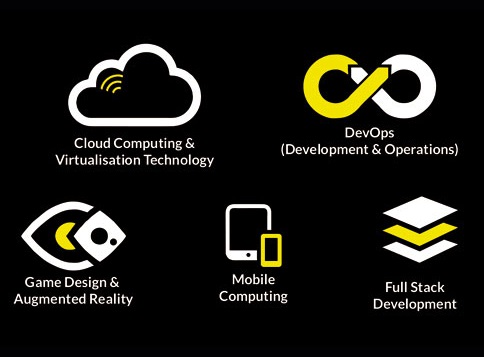 Cloud Computing &
Virtualisation Technology
DevOps
(Development & Operations)
Game Design &
Augmented Reality
Mobile
Computing
Full Stack
Development